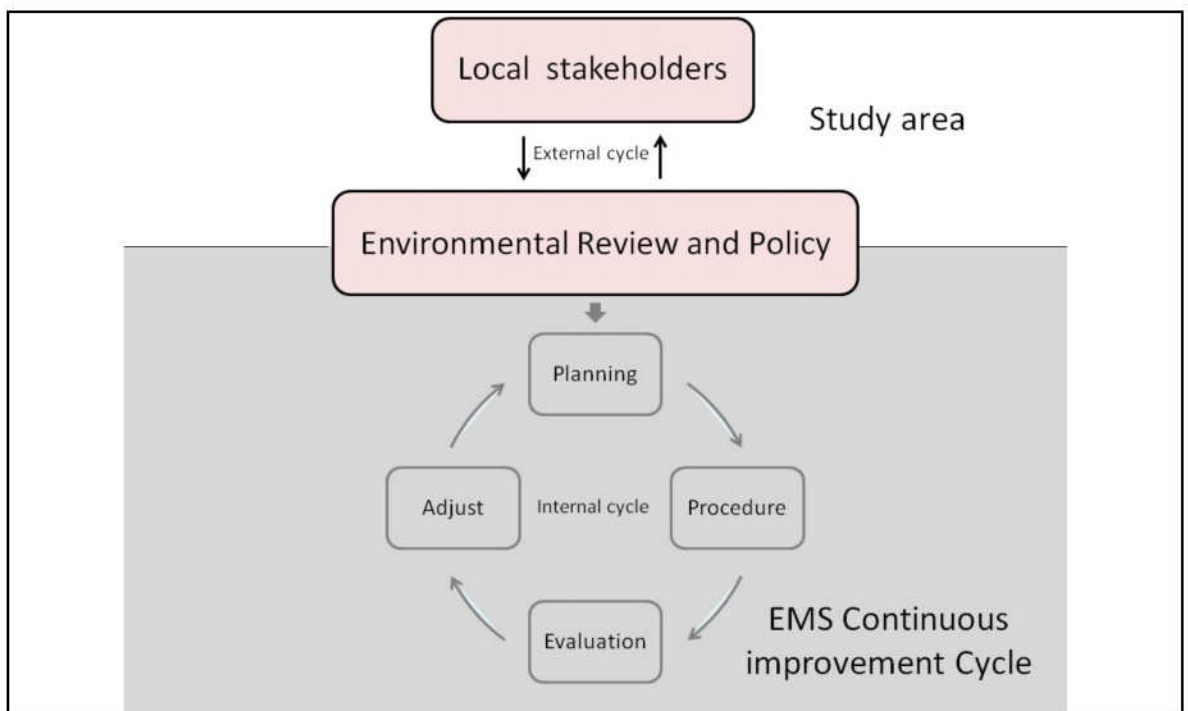 Local stakeholders
Study area
External cycle
Environmental Review and Policy
Planning
Adjust
Internal cycle
Procedure
Evaluation
EMS Continuous
improvement Cycle